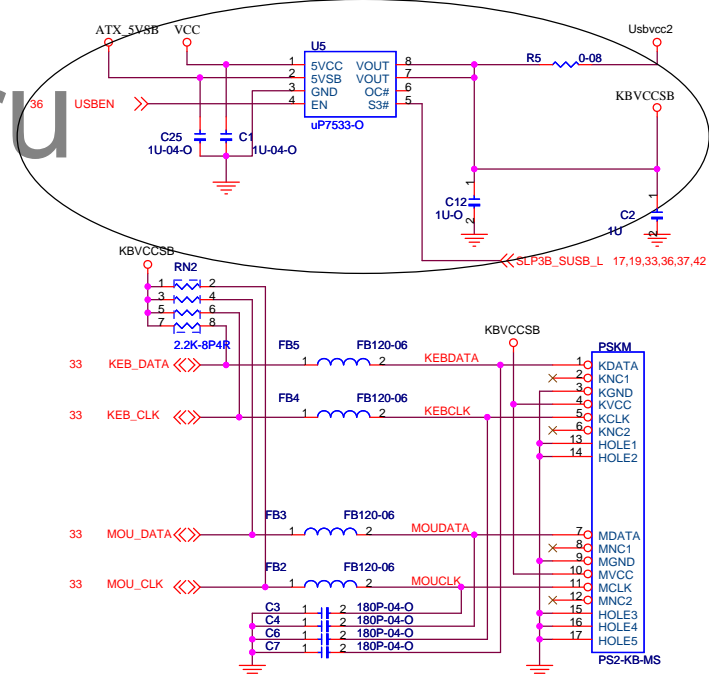 ATX_5VSB VCC U5 Usbvcc2
1 5VCC VOUT 8 R5 0-08
2 5VSB VOUT 7
3 GND OC# 6
36 USBEN 4 EN S3# 5
uP7533-O
KBVCCSB
ru
C25 C1
1U-04-O 1U-04-O
1
C12
1U-O 2
1
C2
1U 2
SLP3B_SUSB_L 17,19,33,36,37,42
KBVCCSB
RN2
1 2
3 4
5 6
7 8
2.2K-8P4R
KBVCCSB
PSKM
33 KEB_DATA FB5 1 FB120-06 2 KEBDATA 1 KDATA
2 KNC1
3 KGND
4 KVCC
33 KEB_CLK FB4 1 FB120-06 2 KEBCLK 5 KCLK
6 KNC2
13 HOLE1
14 HOLE2
33 MOU_DATA FB3 1 FB120-06 2 MOUDATA 7 MDATA
8 MNC1
9 MGND
10 MVCC
33 MOU_CLK FB2 1 FB120-06 2 MOUCLK 11 MCLK
12 MNC2
15 HOLE3
16 HOLE4
17 HOLE5
C3 1 2 180P-04-O
C4 1 2 180P-04-O
C6 1 2 180P-04-O
C7 1 2 180P-04-O
PS2-KB-MS